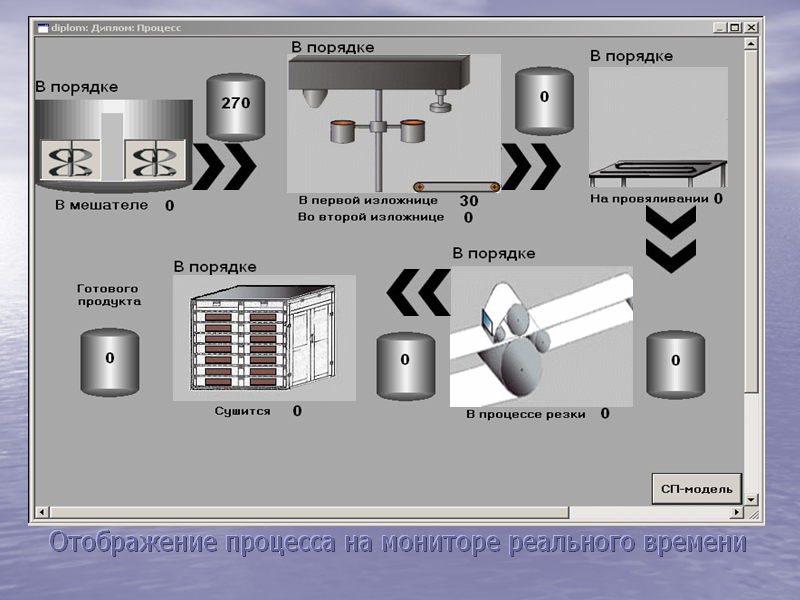 diplom: Диплом: Процесс
В порядке
В порядке
В порядке
270
0
В мешателе 0
В первой изложнице 30
Во второй изложнице 0
На провяливании 0
В порядке
В порядке
Готового
продукта
0
0
0
Сушится 0
В процессе резки 0
СП-модель
Отображение процесса на мониторе реального времени